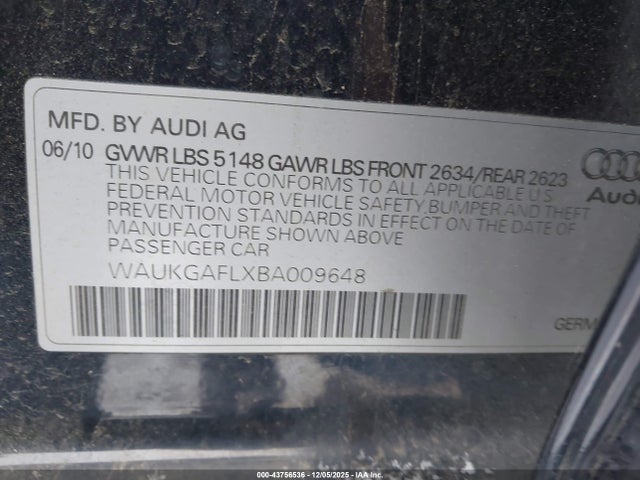 MFD. BY AUDI AG
06/10 GVWR LBS 5148 GAWR LBS FRONT 2634/REAR 2623
THIS VEHICLE CONFORMS TO ALL APPLICABLE U.S.
FEDERAL MOTOR VEHICLE SAFETY, BUMPER AND THEFT
PREVENTION STANDARDS IN EFFECT ON THE DATE OF
MANUFACTURE SHOWN ABOVE
PASSENGER CAR
WAUKGAFLXBA009648
Audi
GERM
000-43756536 - 12/05/2025 - IAAI, Inc.